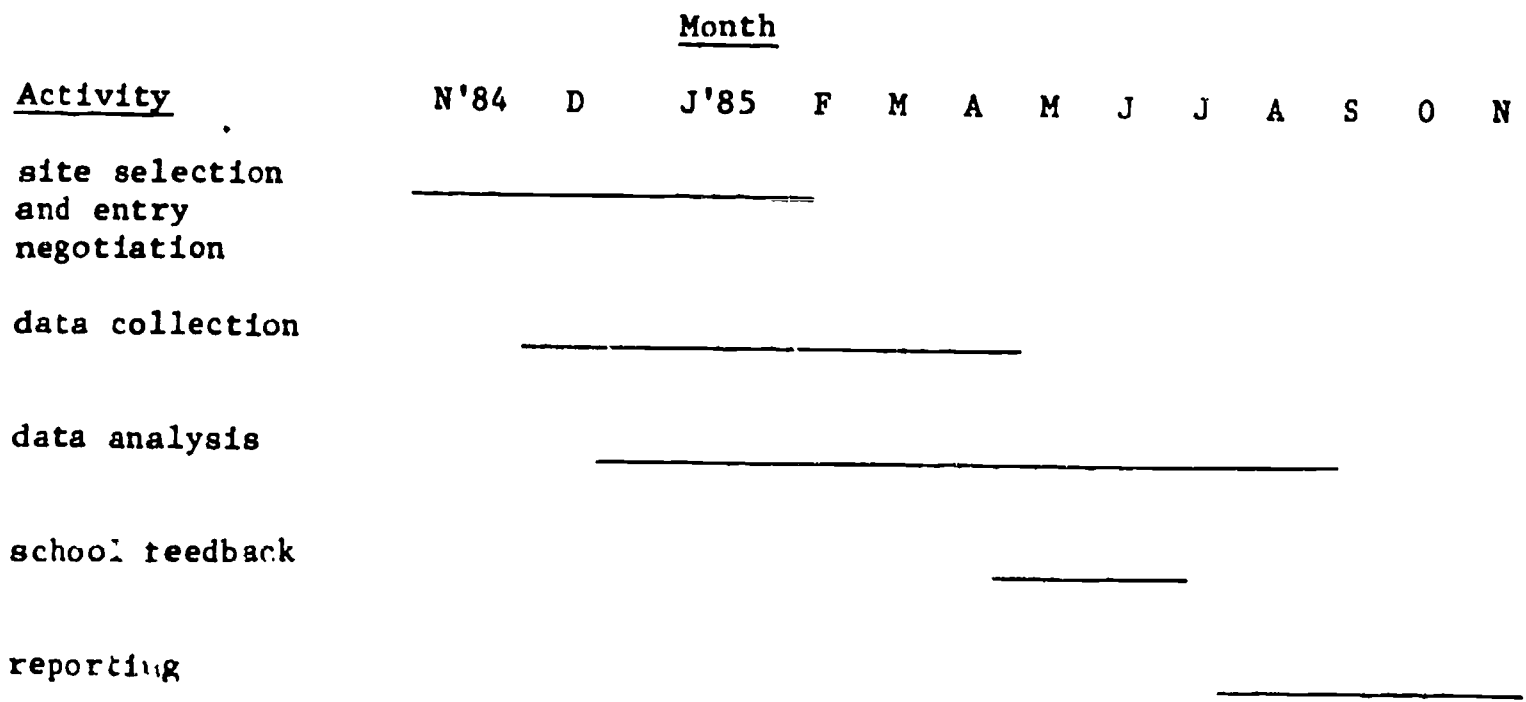 Month
Activity N'84 D J'85 F M A M J J A S O N
site selection
and entry
negotiation
data collection
data analysis
school feedback
reporting